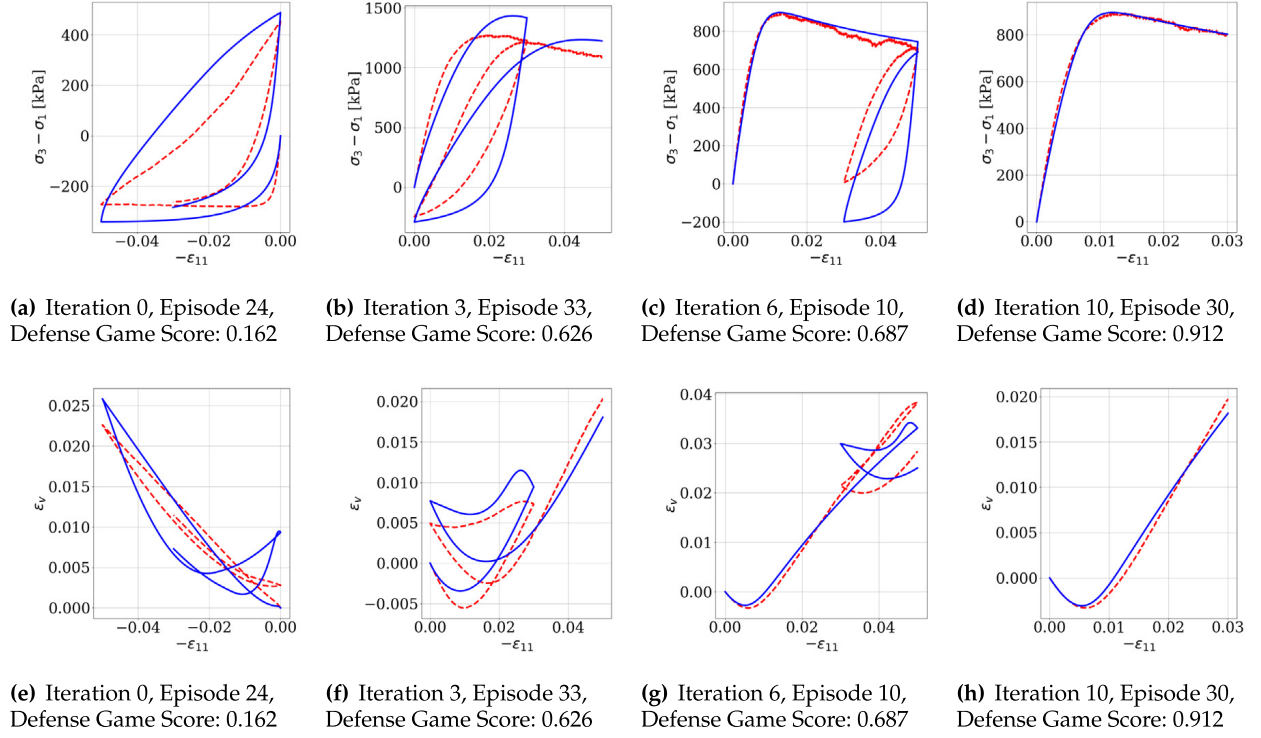 400
200
0
−200
σ₃ − σ₁ [kPa]
−0.04 −0.02 0.00
−ε₁₁
1500
1000
500
0
σ₃ − σ₁ [kPa]
0.00 0.02 0.04
−ε₁₁
800
600
400
200
0
−200
σ₃ − σ₁ [kPa]
0.00 0.02 0.04
−ε₁₁
800
600
400
200
0
σ₃ − σ₁ [kPa]
0.00 0.01 0.02 0.03
−ε₁₁
(a) Iteration 0, Episode 24,
Defense Game Score: 0.162
(b) Iteration 3, Episode 33,
Defense Game Score: 0.626
(c) Iteration 6, Episode 10,
Defense Game Score: 0.687
(d) Iteration 10, Episode 30,
Defense Game Score: 0.912
0.025
0.020
0.015
0.010
0.005
0.000
εᵥ
−0.04 −0.02 0.00
−ε₁₁
0.020
0.015
0.010
0.005
0.000
−0.005
εᵥ
0.00 0.02 0.04
−ε₁₁
0.04
0.03
0.02
0.01
0.00
εᵥ
0.00 0.02 0.04
−ε₁₁
0.020
0.015
0.010
0.005
0.000
εᵥ
0.00 0.01 0.02 0.03
−ε₁₁
(e) Iteration 0, Episode 24,
Defense Game Score: 0.162
(f) Iteration 3, Episode 33,
Defense Game Score: 0.626
(g) Iteration 6, Episode 10,
Defense Game Score: 0.687
(h) Iteration 10, Episode 30,
Defense Game Score: 0.912